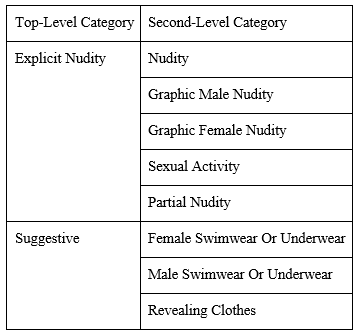 Top-Level Category Second-Level Category
Explicit Nudity Nudity
Graphic Male Nudity
Graphic Female Nudity
Sexual Activity
Partial Nudity
Suggestive Female Swimwear Or Underwear
Male Swimwear Or Underwear
Revealing Clothes